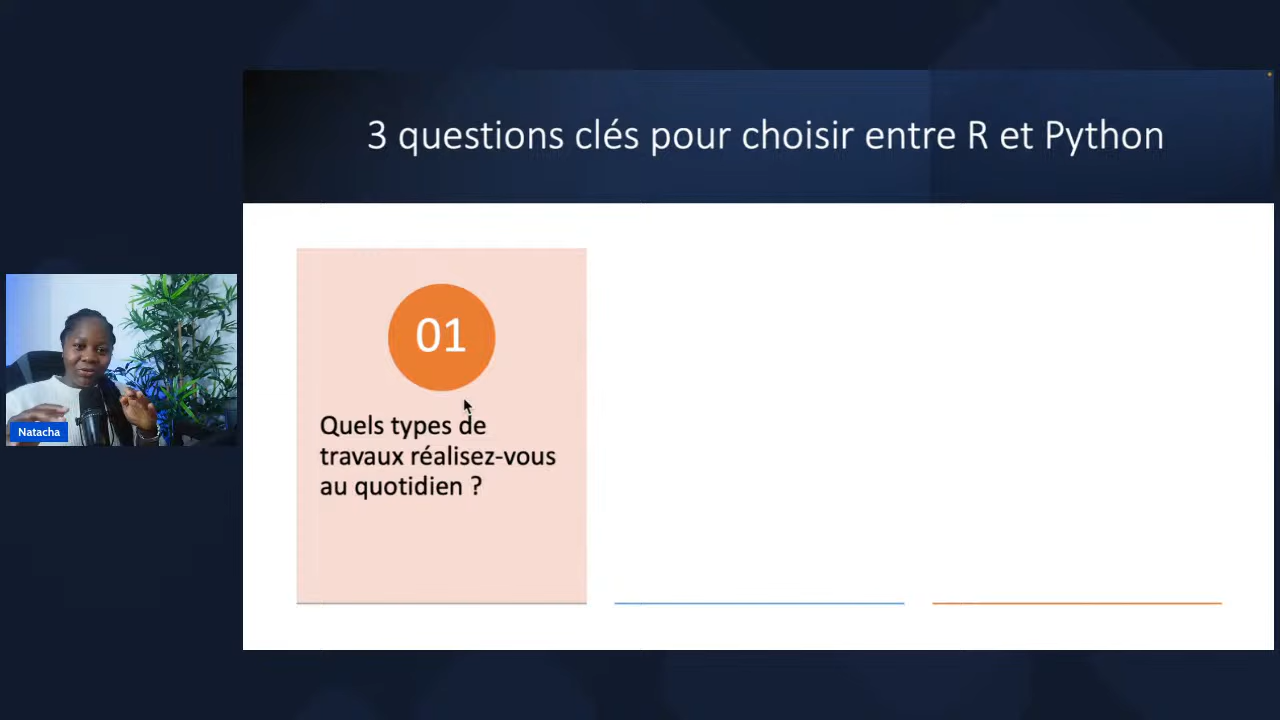 3 questions clés pour choisir entre R et Python
01
Quels types de
travaux réalisez-vous
au quotidien ?
Natacha